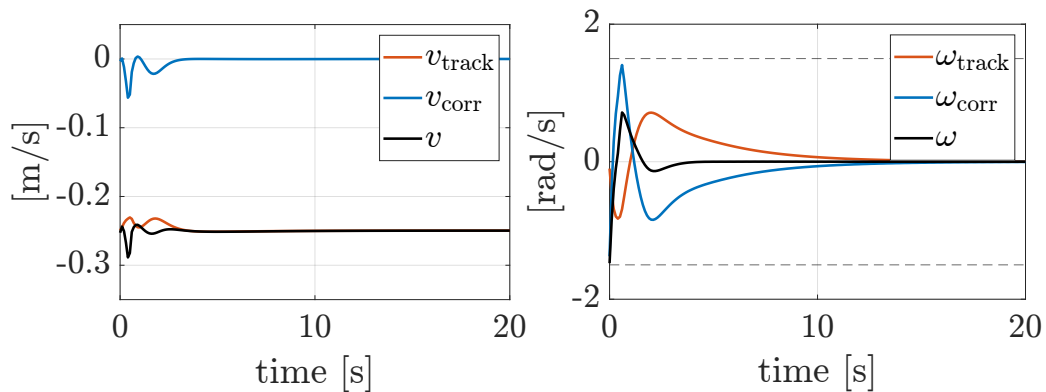 [m/s]
0
-0.1
-0.2
-0.3
v_track
v_corr
v
0 10 20
time [s]
[rad/s]
2
0
-2
ω_track
ω_corr
ω
0 10 20
time [s]